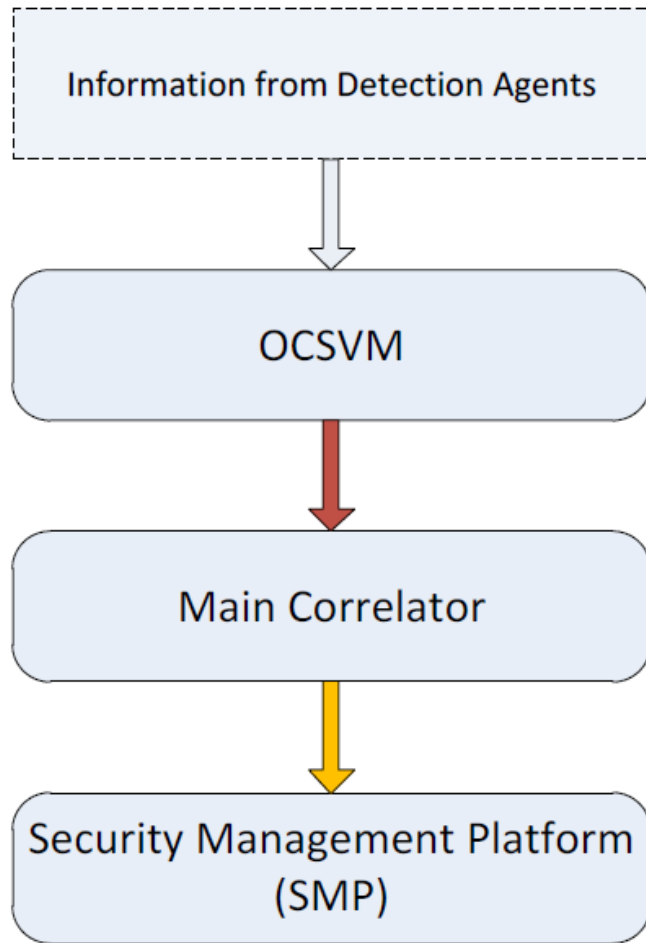 Information from Detection Agents
OCSVM
Main Correlator
Security Management Platform
(SMP)